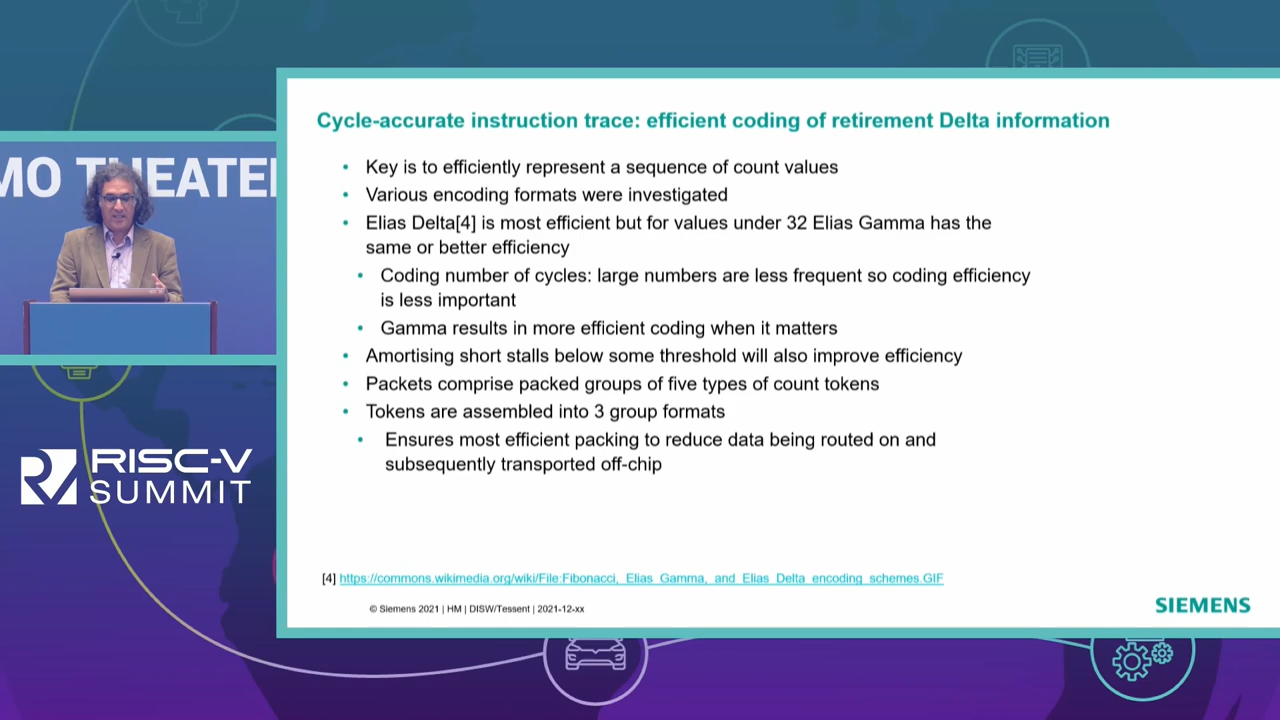 MO THEATE
RISC-V
SUMMIT
Cycle-accurate instruction trace: efficient coding of retirement Delta information
• Key is to efficiently represent a sequence of count values
• Various encoding formats were investigated
• Elias Delta[4] is most efficient but for values under 32 Elias Gamma has the
same or better efficiency
• Coding number of cycles: large numbers are less frequent so coding efficiency
is less important
• Gamma results in more efficient coding when it matters
• Amortising short stalls below some threshold will also improve efficiency
• Packets comprise packed groups of five types of count tokens
• Tokens are assembled into 3 group formats
• Ensures most efficient packing to reduce data being routed on and
subsequently transported off-chip
[4] https://commons.wikimedia.org/wiki/File:Fibonacci,_Elias_Gamma,_and_Elias_Delta_encoding_schemes.GIF
© Siemens 2021 | HM | DISW/Tessent | 2021-12-xx
SIEMENS